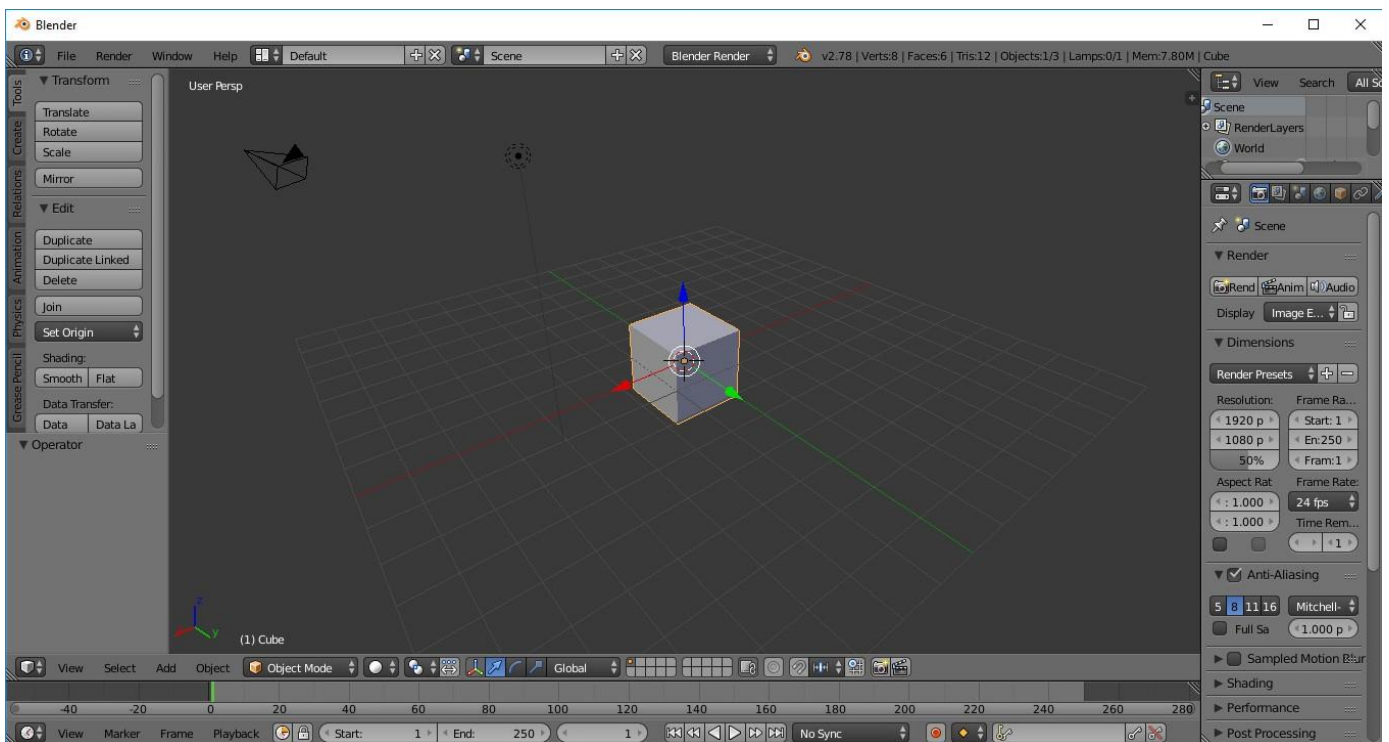 Blender
File Render Window Help Default Scene Blender Render v2.78 | Verts:8 | Faces:6 | Tris:12 | Objects:1/3 | Lamps:0/1 | Mem:7.80M | Cube
Tools
Create
Relations
Animation
Physics
Grease Pencil
Transform
Translate
Rotate
Scale
Mirror
Edit
Duplicate
Duplicate Linked
Delete
Join
Set Origin
Shading:
Smooth Flat
Data Transfer:
Data Data La
Operator
User Persp
z
y
(1) Cube
View Search All Sc
Scene
RenderLayers
World
Scene
Render
Rend Anim Audio
Display Image E...
Dimensions
Render Presets
Resolution: Frame Ra...
1920 p Start: 1
1080 p En:250
50% Fram:1
Aspect Rat Frame Rate:
: 1.000 24 fps
: 1.000 Time Rem...
1
Anti-Aliasing
5 8 11 16 Mitchell-
Full Sa 1.000 p
Sampled Motion Blur
Shading
Performance
Post Processing
View Select Add Object Object Mode Global
-40 -20 0 20 40 60 80 100 120 140 160 180 200 220 240 260 280
View Marker Frame Playback Start: 1 End: 250 1 No Sync